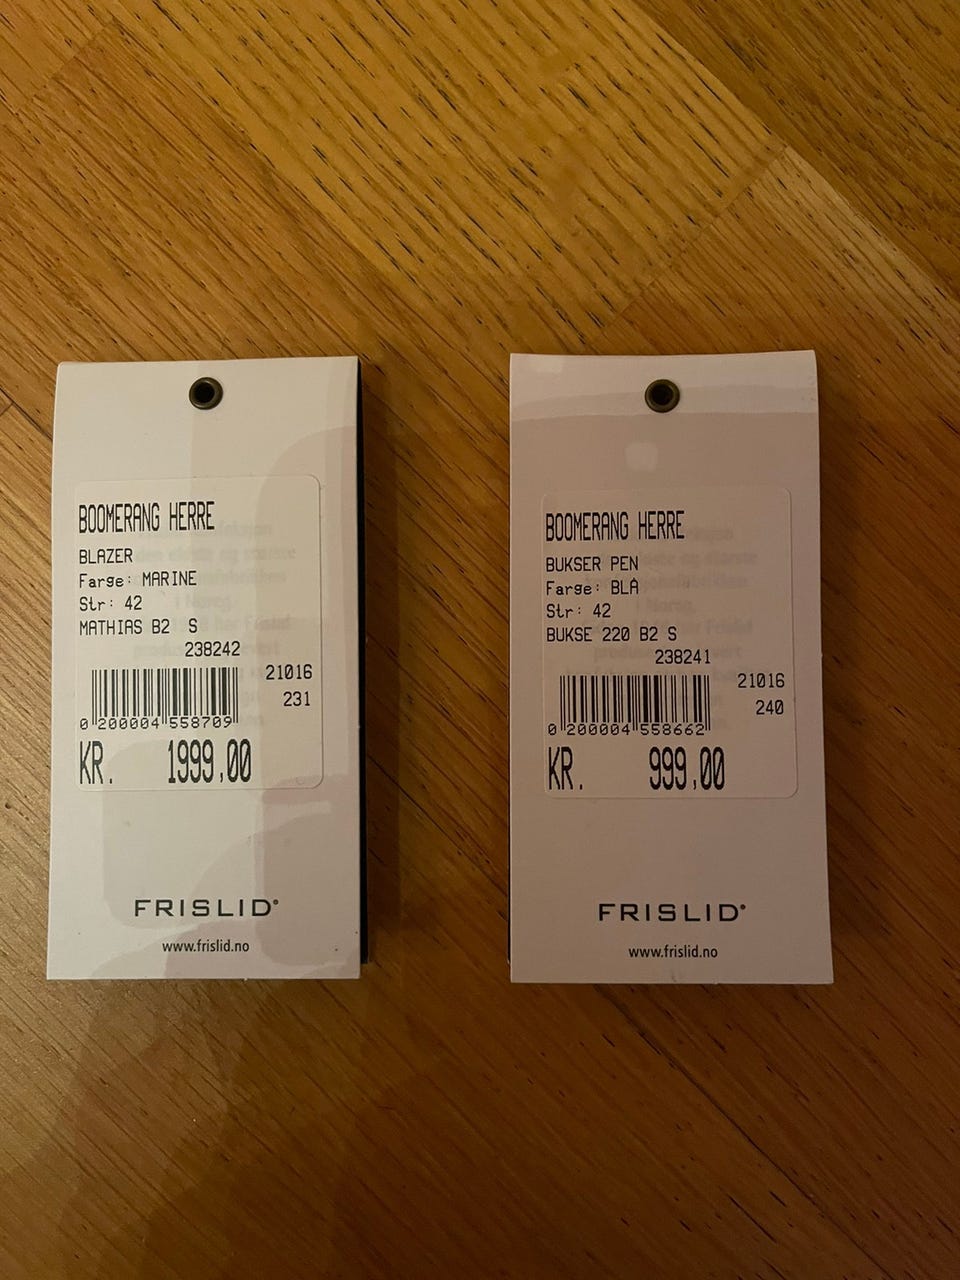 BOOMERANG HERRE
BLAZER
Farge: MARINE
Str: 42
MATHIAS B2 S
238242
21016
231
0 200004 558709
KR. 1999,00
FRISLID®
www.frislid.no
BOOMERANG HERRE
BUKSER PEN
Farge: BLÅ
Str: 42
BUKSE 220 B2 S
238241
21016
240
0 200004 558662
KR. 999,00
FRISLID®
www.frislid.no